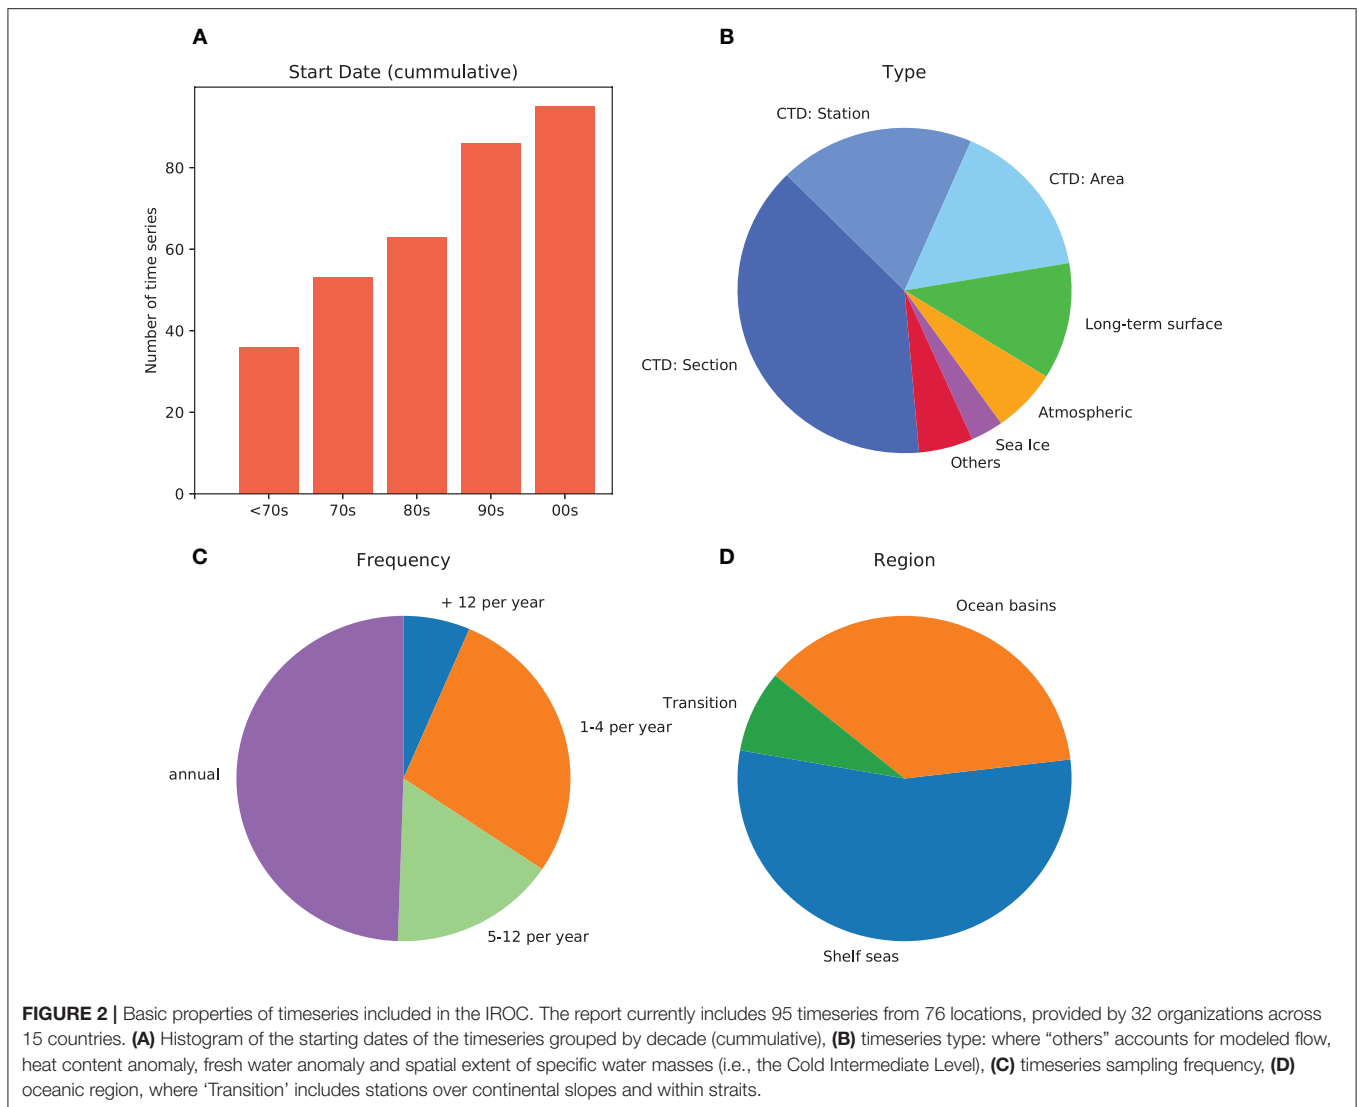 A
Start Date (cummulative)
Number of time series
80
60
40
20
0
<70s
70s
80s
90s
00s
B
Type
CTD: Station
CTD: Area
Long-term surface
CTD: Section
Atmospheric
Sea Ice
Others
C
Frequency
+ 12 per year
1-4 per year
annual
5-12 per year
D
Region
Ocean basins
Transition
Shelf seas
FIGURE 2 | Basic properties of timeseries included in the IROC. The report currently includes 95 timeseries from 76 locations, provided by 32 organizations across
15 countries. (A) Histogram of the starting dates of the timeseries grouped by decade (cummulative), (B) timeseries type: where “others” accounts for modeled flow,
heat content anomaly, fresh water anomaly and spatial extent of specific water masses (i.e., the Cold Intermediate Level), (C) timeseries sampling frequency, (D)
oceanic region, where ‘Transition’ includes stations over continental slopes and within straits.